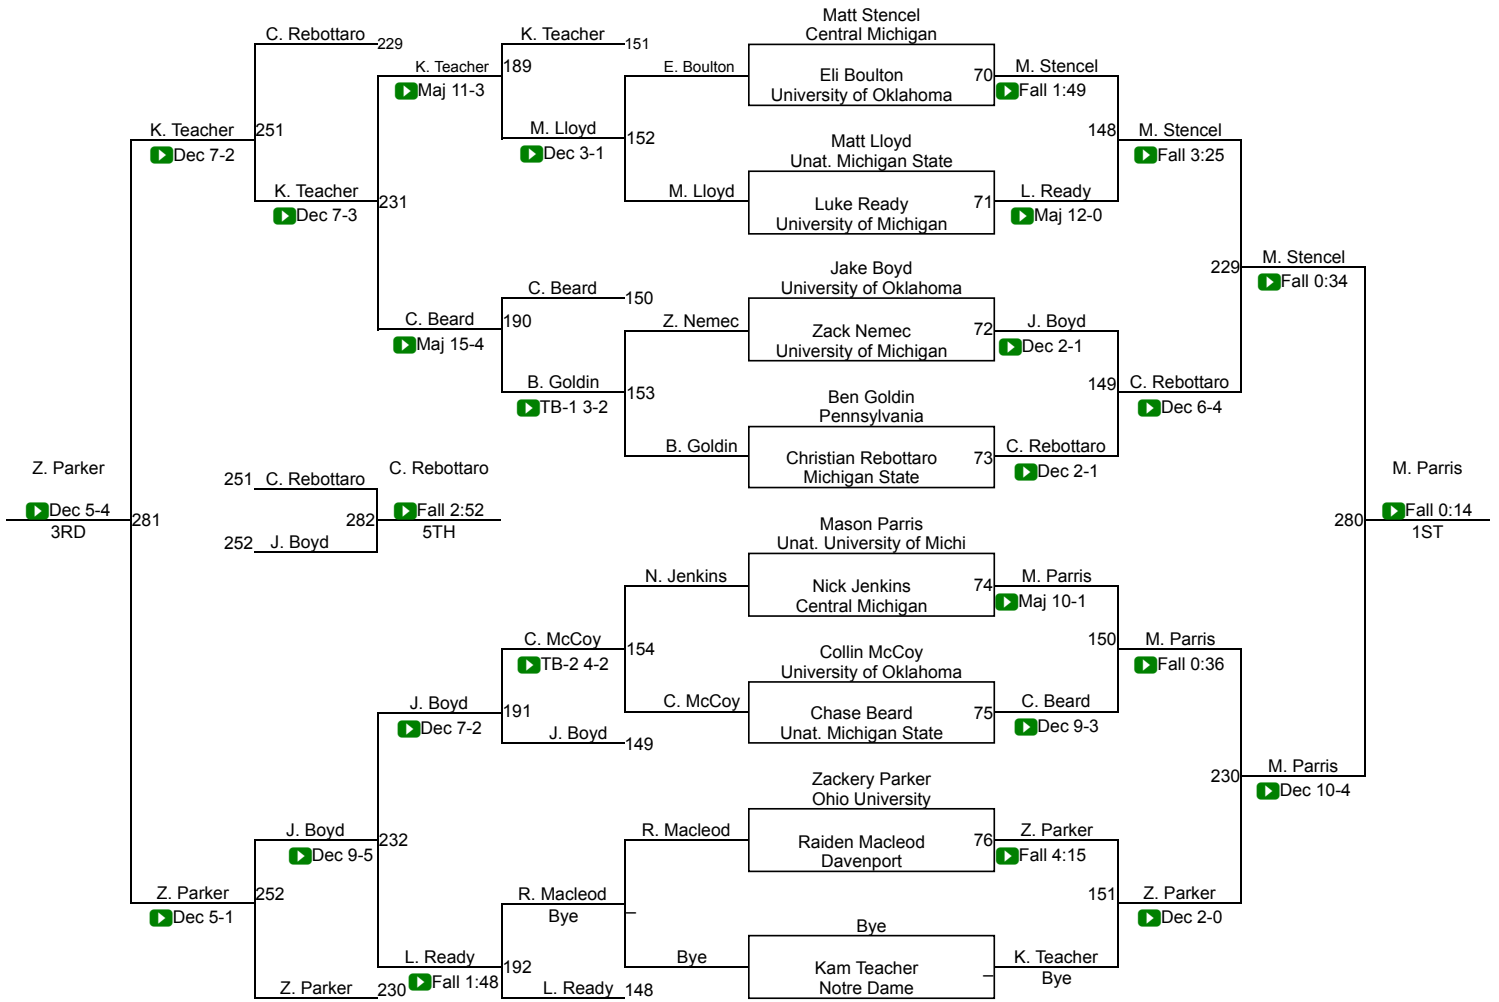 Matt Stencel
Central Michigan
C. Rebottaro
229
K. Teacher
151
K. Teacher
189
Maj 11-3
E. Boulton
Eli Boulton
University of Oklahoma
70
M. Stencel
Fall 1:49
K. Teacher
251
Dec 7-2
M. Lloyd
Dec 3-1
152
Matt Lloyd
Unat. Michigan State
148
M. Stencel
Fall 3:25
K. Teacher
Dec 7-3
231
M. Lloyd
Luke Ready
University of Michigan
71
L. Ready
Maj 12-0
Jake Boyd
University of Oklahoma
229
M. Stencel
Fall 0:34
C. Beard
150
C. Beard
190
Maj 15-4
Z. Nemec
Zack Nemec
University of Michigan
72
J. Boyd
Dec 2-1
B. Goldin
TB-1 3-2
153
Ben Goldin
Pennsylvania
149
C. Rebottaro
Dec 6-4
B. Goldin
Christian Rebottaro
Michigan State
73
C. Rebottaro
Dec 2-1
Z. Parker
Dec 5-4
3RD
281
251
C. Rebottaro
252
J. Boyd
282
C. Rebottaro
Fall 2:52
5TH
M. Parris
280
Fall 0:14
1ST
Mason Parris
Unat. University of Michi
N. Jenkins
Nick Jenkins
Central Michigan
74
M. Parris
Maj 10-1
C. McCoy
TB-2 4-2
154
Collin McCoy
University of Oklahoma
150
M. Parris
Fall 0:36
J. Boyd
191
Dec 7-2
J. Boyd
149
C. McCoy
Chase Beard
Unat. Michigan State
75
C. Beard
Dec 9-3
Zackery Parker
Ohio University
230
M. Parris
Dec 10-4
J. Boyd
Dec 9-5
232
R. Macleod
Raiden Macleod
Davenport
76
Z. Parker
Fall 4:15
Z. Parker
252
Dec 5-1
R. Macleod
Bye
_
Bye
151
Z. Parker
Dec 2-0
L. Ready
192
Fall 1:48
Bye
Kam Teacher
Notre Dame
_
K. Teacher
Bye
Z. Parker
230
L. Ready
148